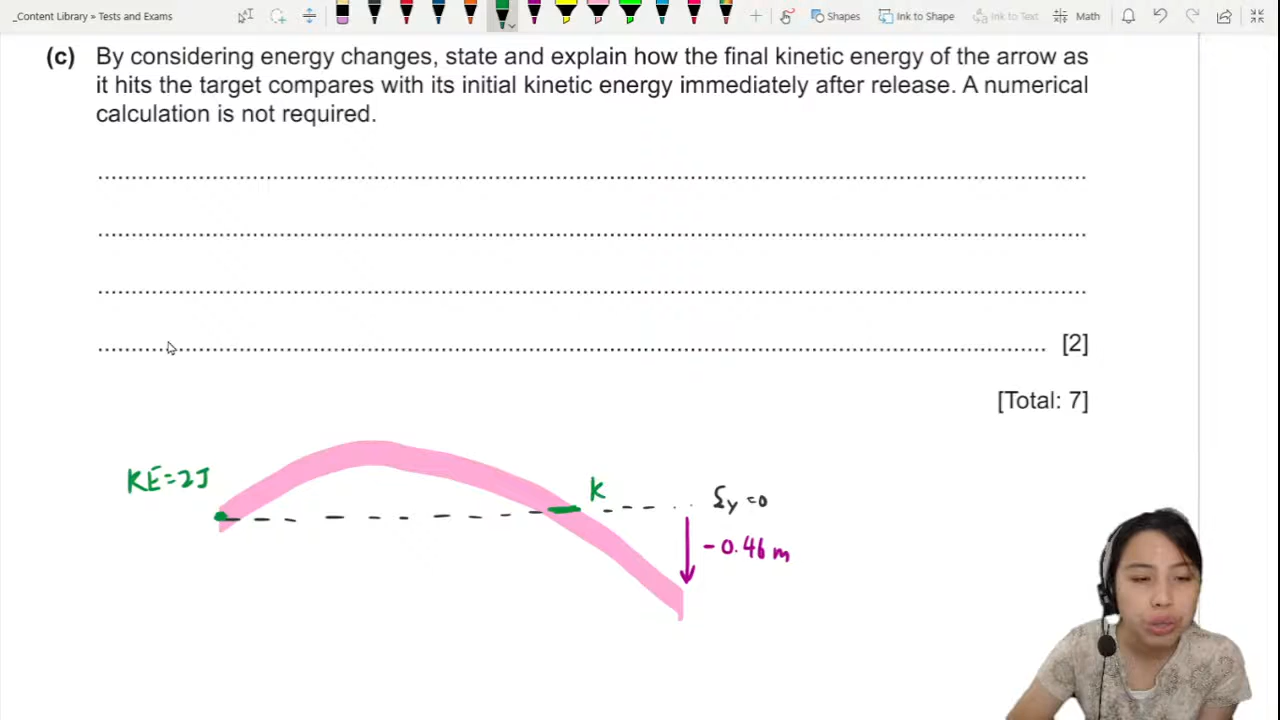 _Content Library » Tests and Exams
Shapes
Ink to Shape
Ink to Text
Math
(c) By considering energy changes, state and explain how the final kinetic energy of the arrow as
it hits the target compares with its initial kinetic energy immediately after release. A numerical
calculation is not required.
[2]
[Total: 7]
KE=2J
K
Sy=0
-0.46m